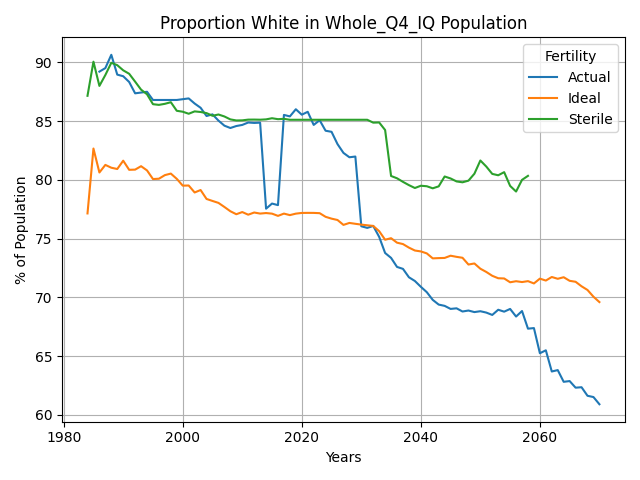 Proportion White in Whole_Q4_IQ Population
% of Population
90
85
80
75
70
65
60
1980
2000
2020
2040
2060
Years
Fertility
Actual
Ideal
Sterile